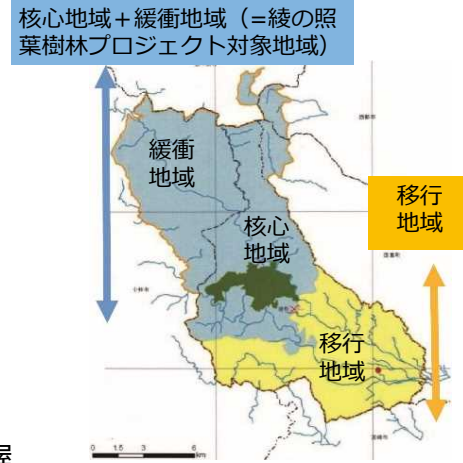 核心地域＋緩衝地域（=綾の照
葉樹林プロジェクト対象地域）
緩衝
地域
移行
地域
核心
地域
移行
地域
0 1.5 3 6
km
屋